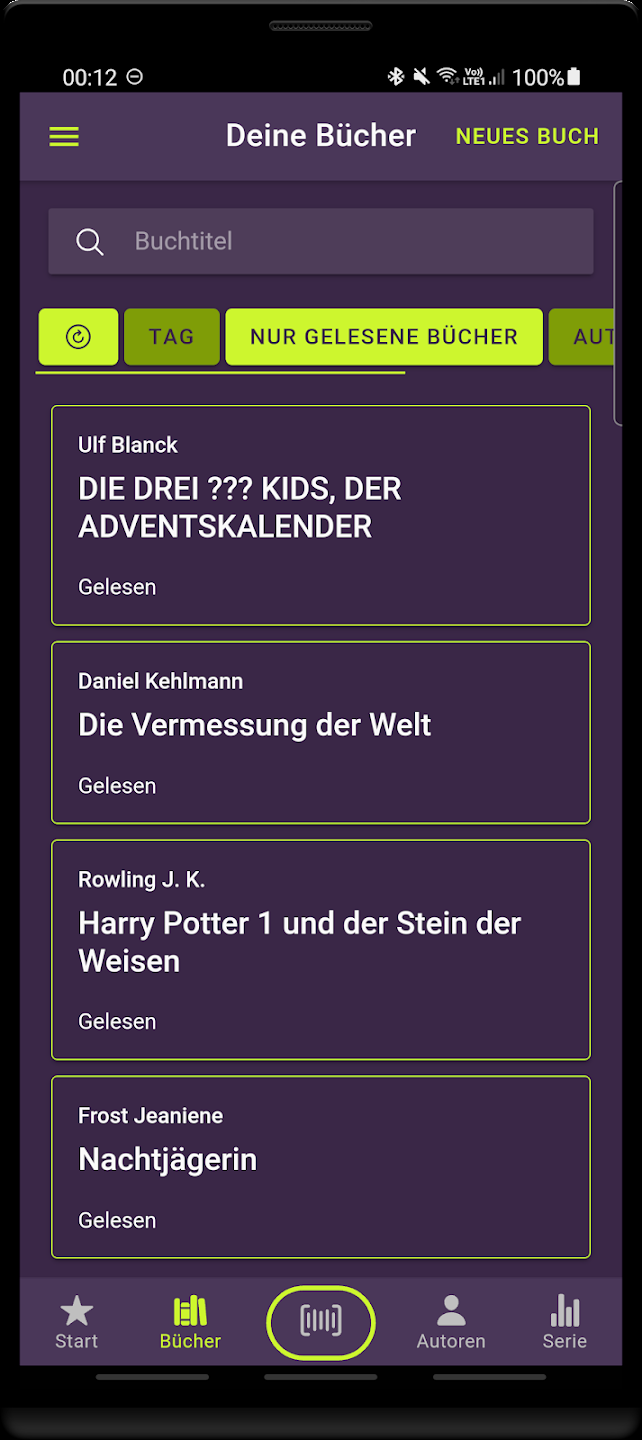 00:12
Vo)) LTE1 100%
Deine Bücher NEUES BUCH
Buchtitel
TAG NUR GELESENE BÜCHER AUT
Ulf Blanck
DIE DREI ??? KIDS, DER
ADVENTSKALENDER
Gelesen
Daniel Kehlmann
Die Vermessung der Welt
Gelesen
Rowling J. K.
Harry Potter 1 und der Stein der
Weisen
Gelesen
Frost Jeaniene
Nachtjägerin
Gelesen
Start Bücher Autoren Serie